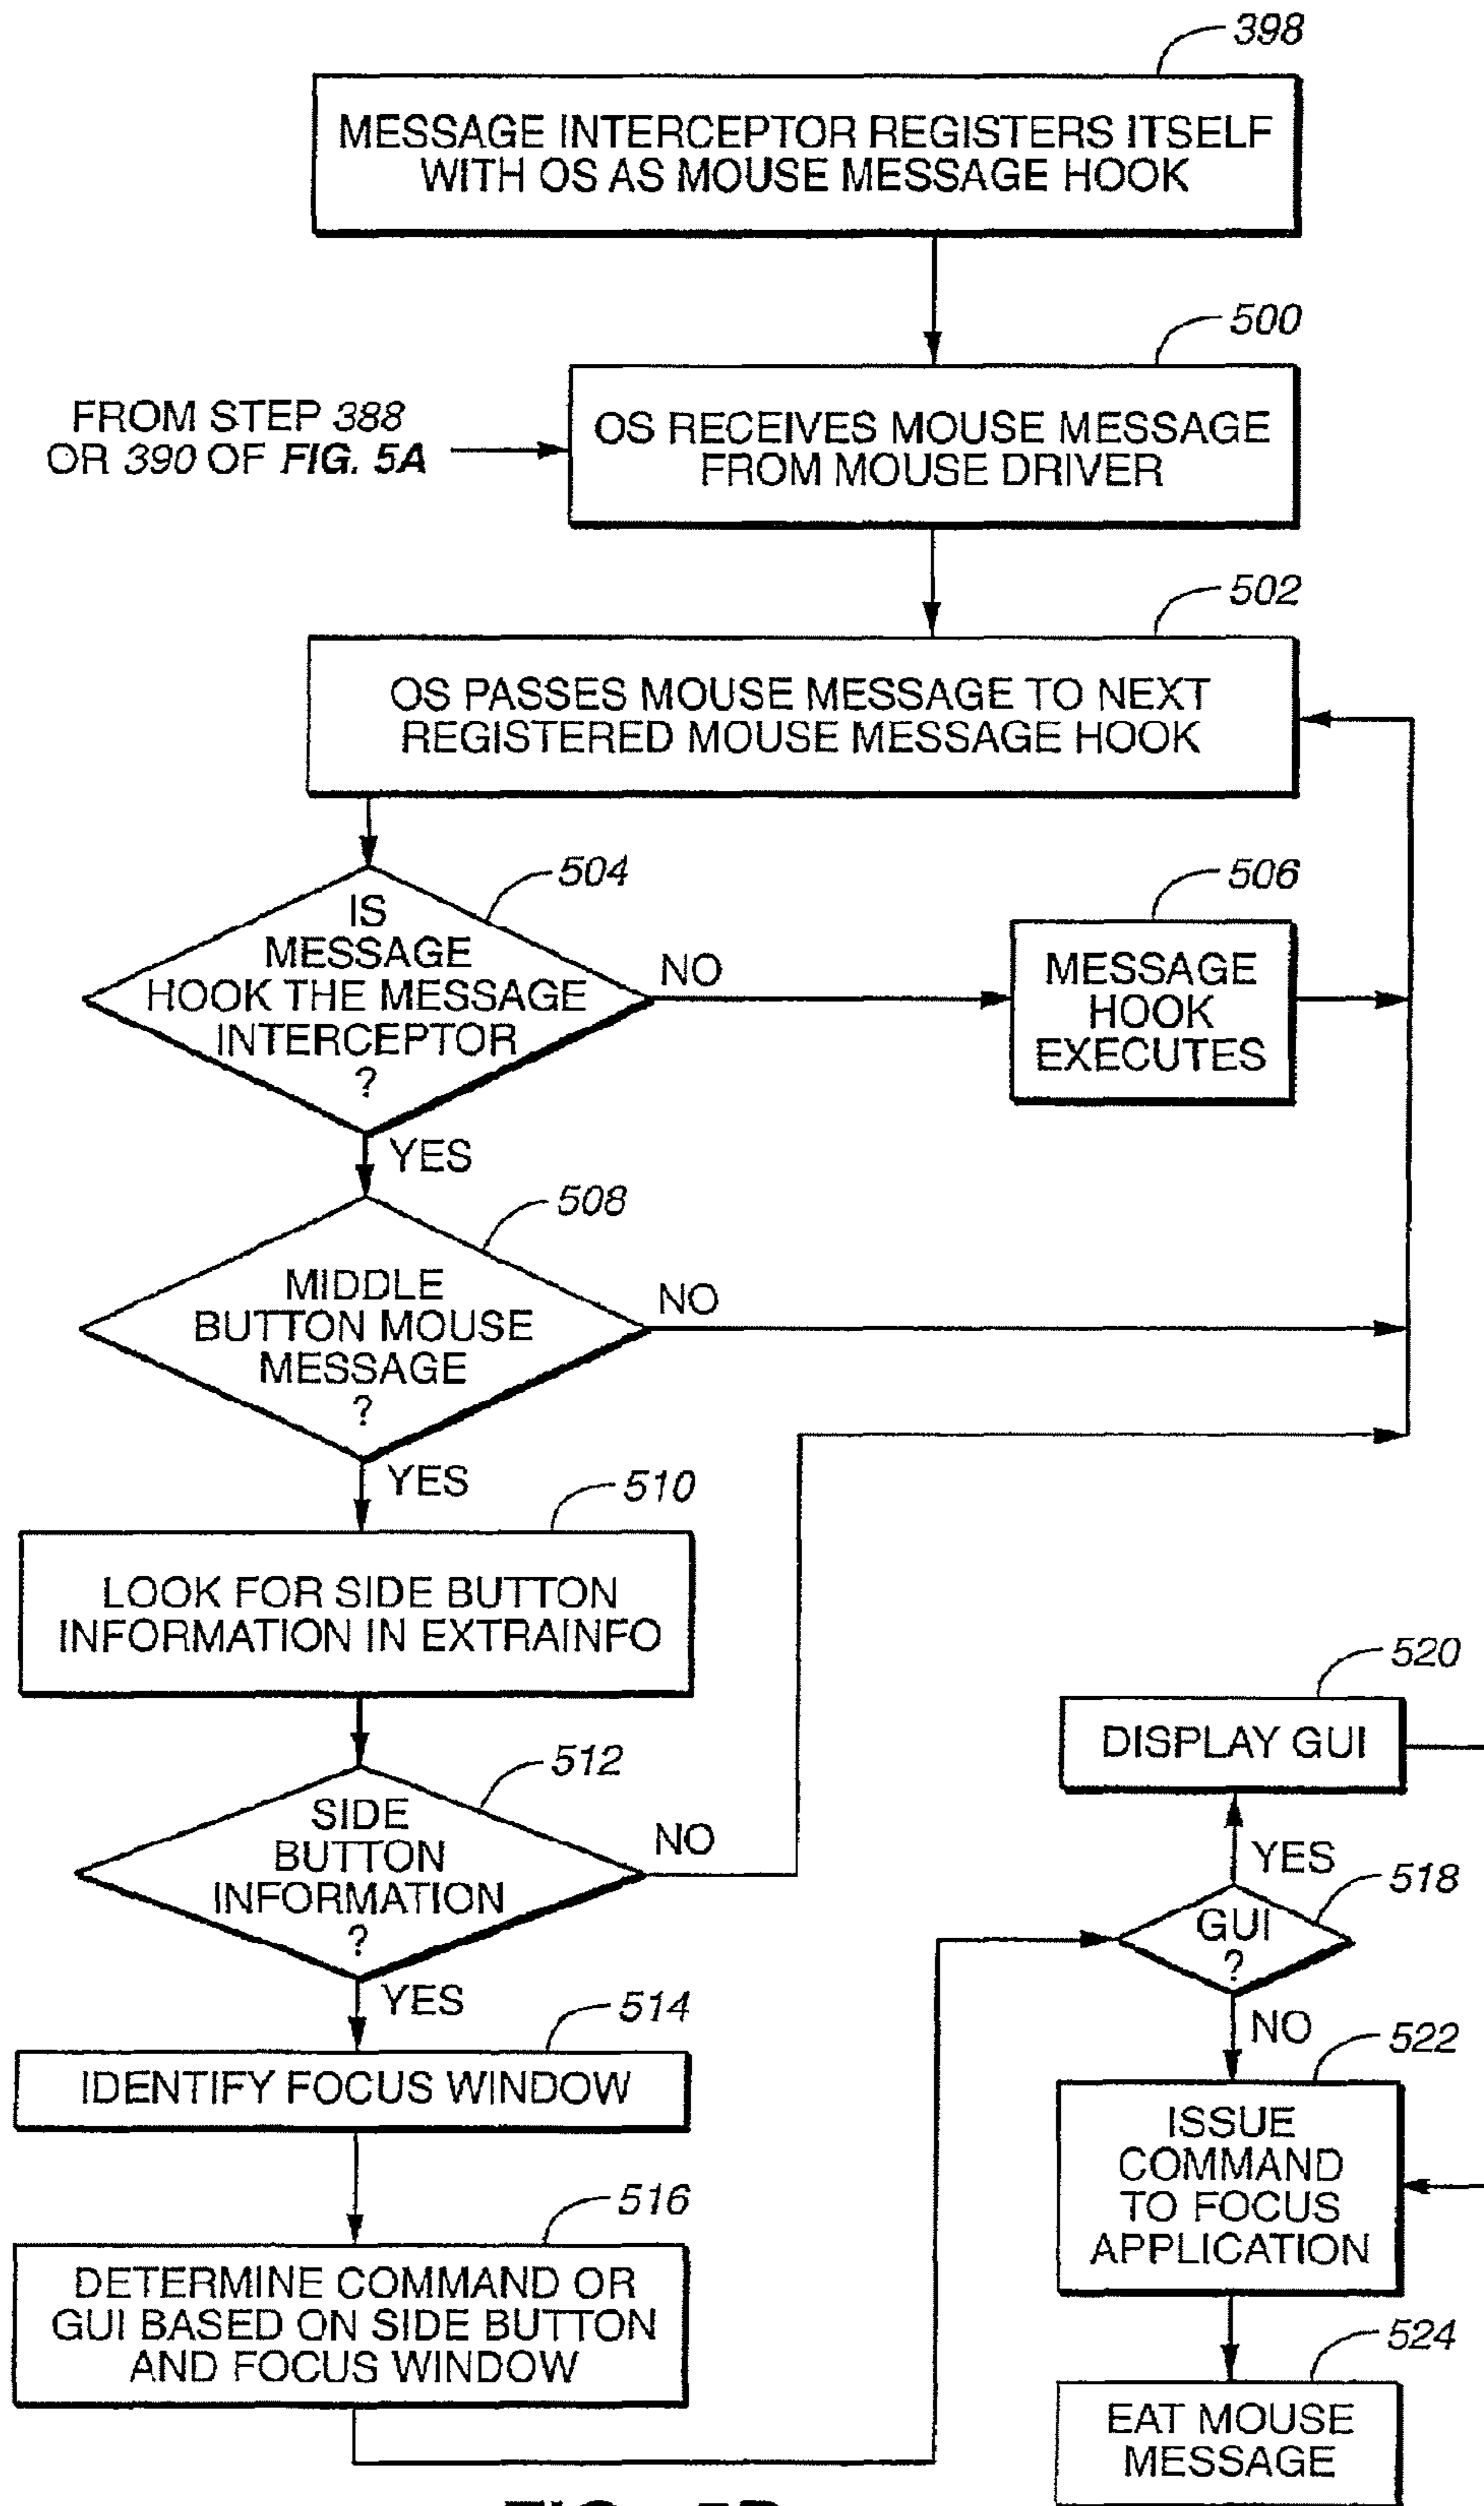 398
MESSAGE INTERCEPTOR REGISTERS ITSELF
WITH OS AS MOUSE MESSAGE HOOK
500
FROM STEP 388
OR 390 OF FIG. 5A
OS RECEIVES MOUSE MESSAGE
FROM MOUSE DRIVER
502
OS PASSES MOUSE MESSAGE TO NEXT
REGISTERED MOUSE MESSAGE HOOK
504
IS
MESSAGE
HOOK THE MESSAGE
INTERCEPTOR
?
NO
506
MESSAGE
HOOK
EXECUTES
YES
508
MIDDLE
BUTTON MOUSE
MESSAGE
?
NO
YES
510
LOOK FOR SIDE BUTTON
INFORMATION IN EXTRAINFO
512
SIDE
BUTTON
INFORMATION
?
NO
YES
514
IDENTIFY FOCUS WINDOW
516
DETERMINE COMMAND OR
GUI BASED ON SIDE BUTTON
AND FOCUS WINDOW
520
DISPLAY GUI
YES
518
GUI
?
NO
522
ISSUE
COMMAND
TO FOCUS
APPLICATION
524
EAT MOUSE
MESSAGE